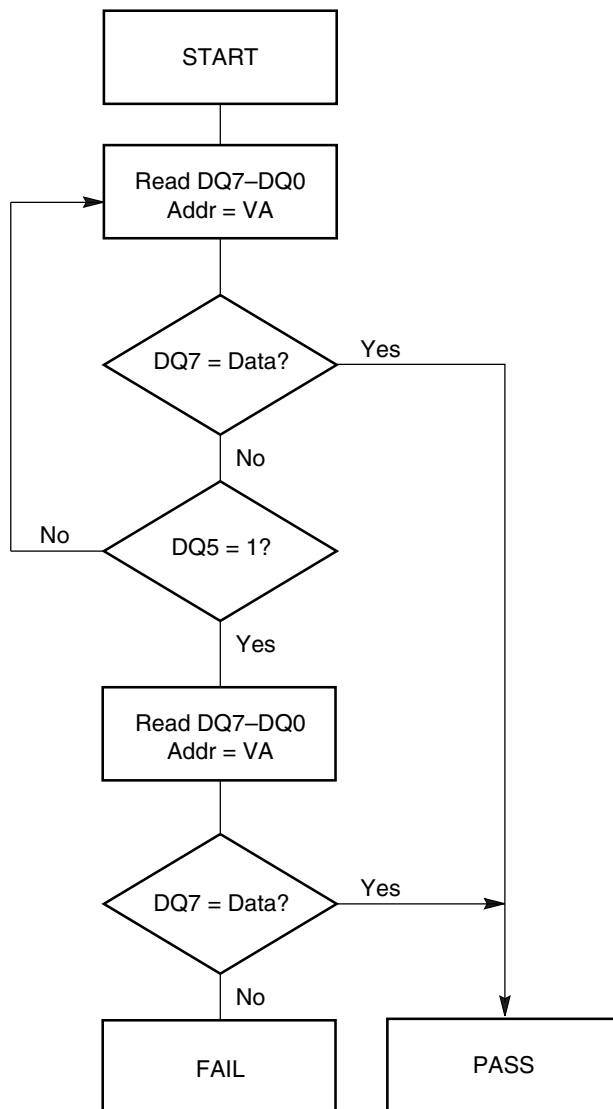 START
Read DQ7–DQ0
Addr = VA
DQ7 = Data?
Yes
No
DQ5 = 1?
No
Yes
Read DQ7–DQ0
Addr = VA
DQ7 = Data?
Yes
No
FAIL
PASS